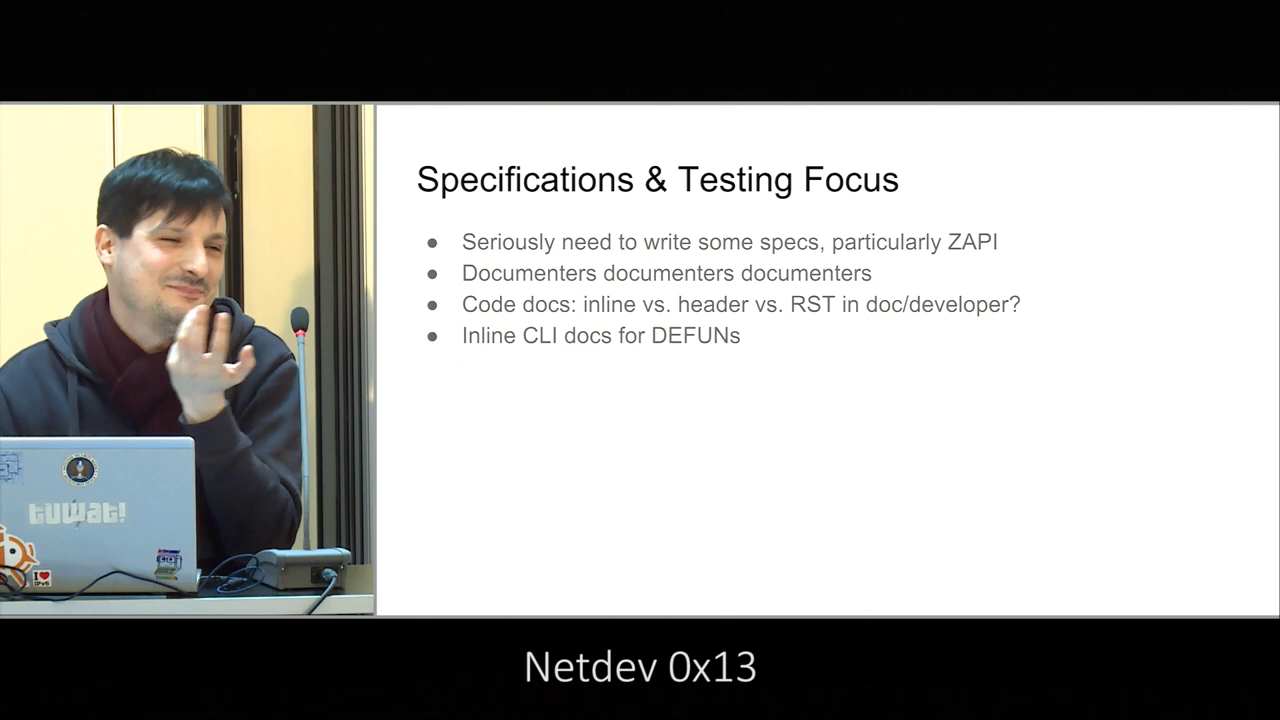 Specifications & Testing Focus
● Seriously need to write some specs, particularly ZAPI
● Documenters documenters documenters
● Code docs: inline vs. header vs. RST in doc/developer?
● Inline CLI docs for DEFUNs
tuwat!
I ♥
IPv6
Netdev 0x13